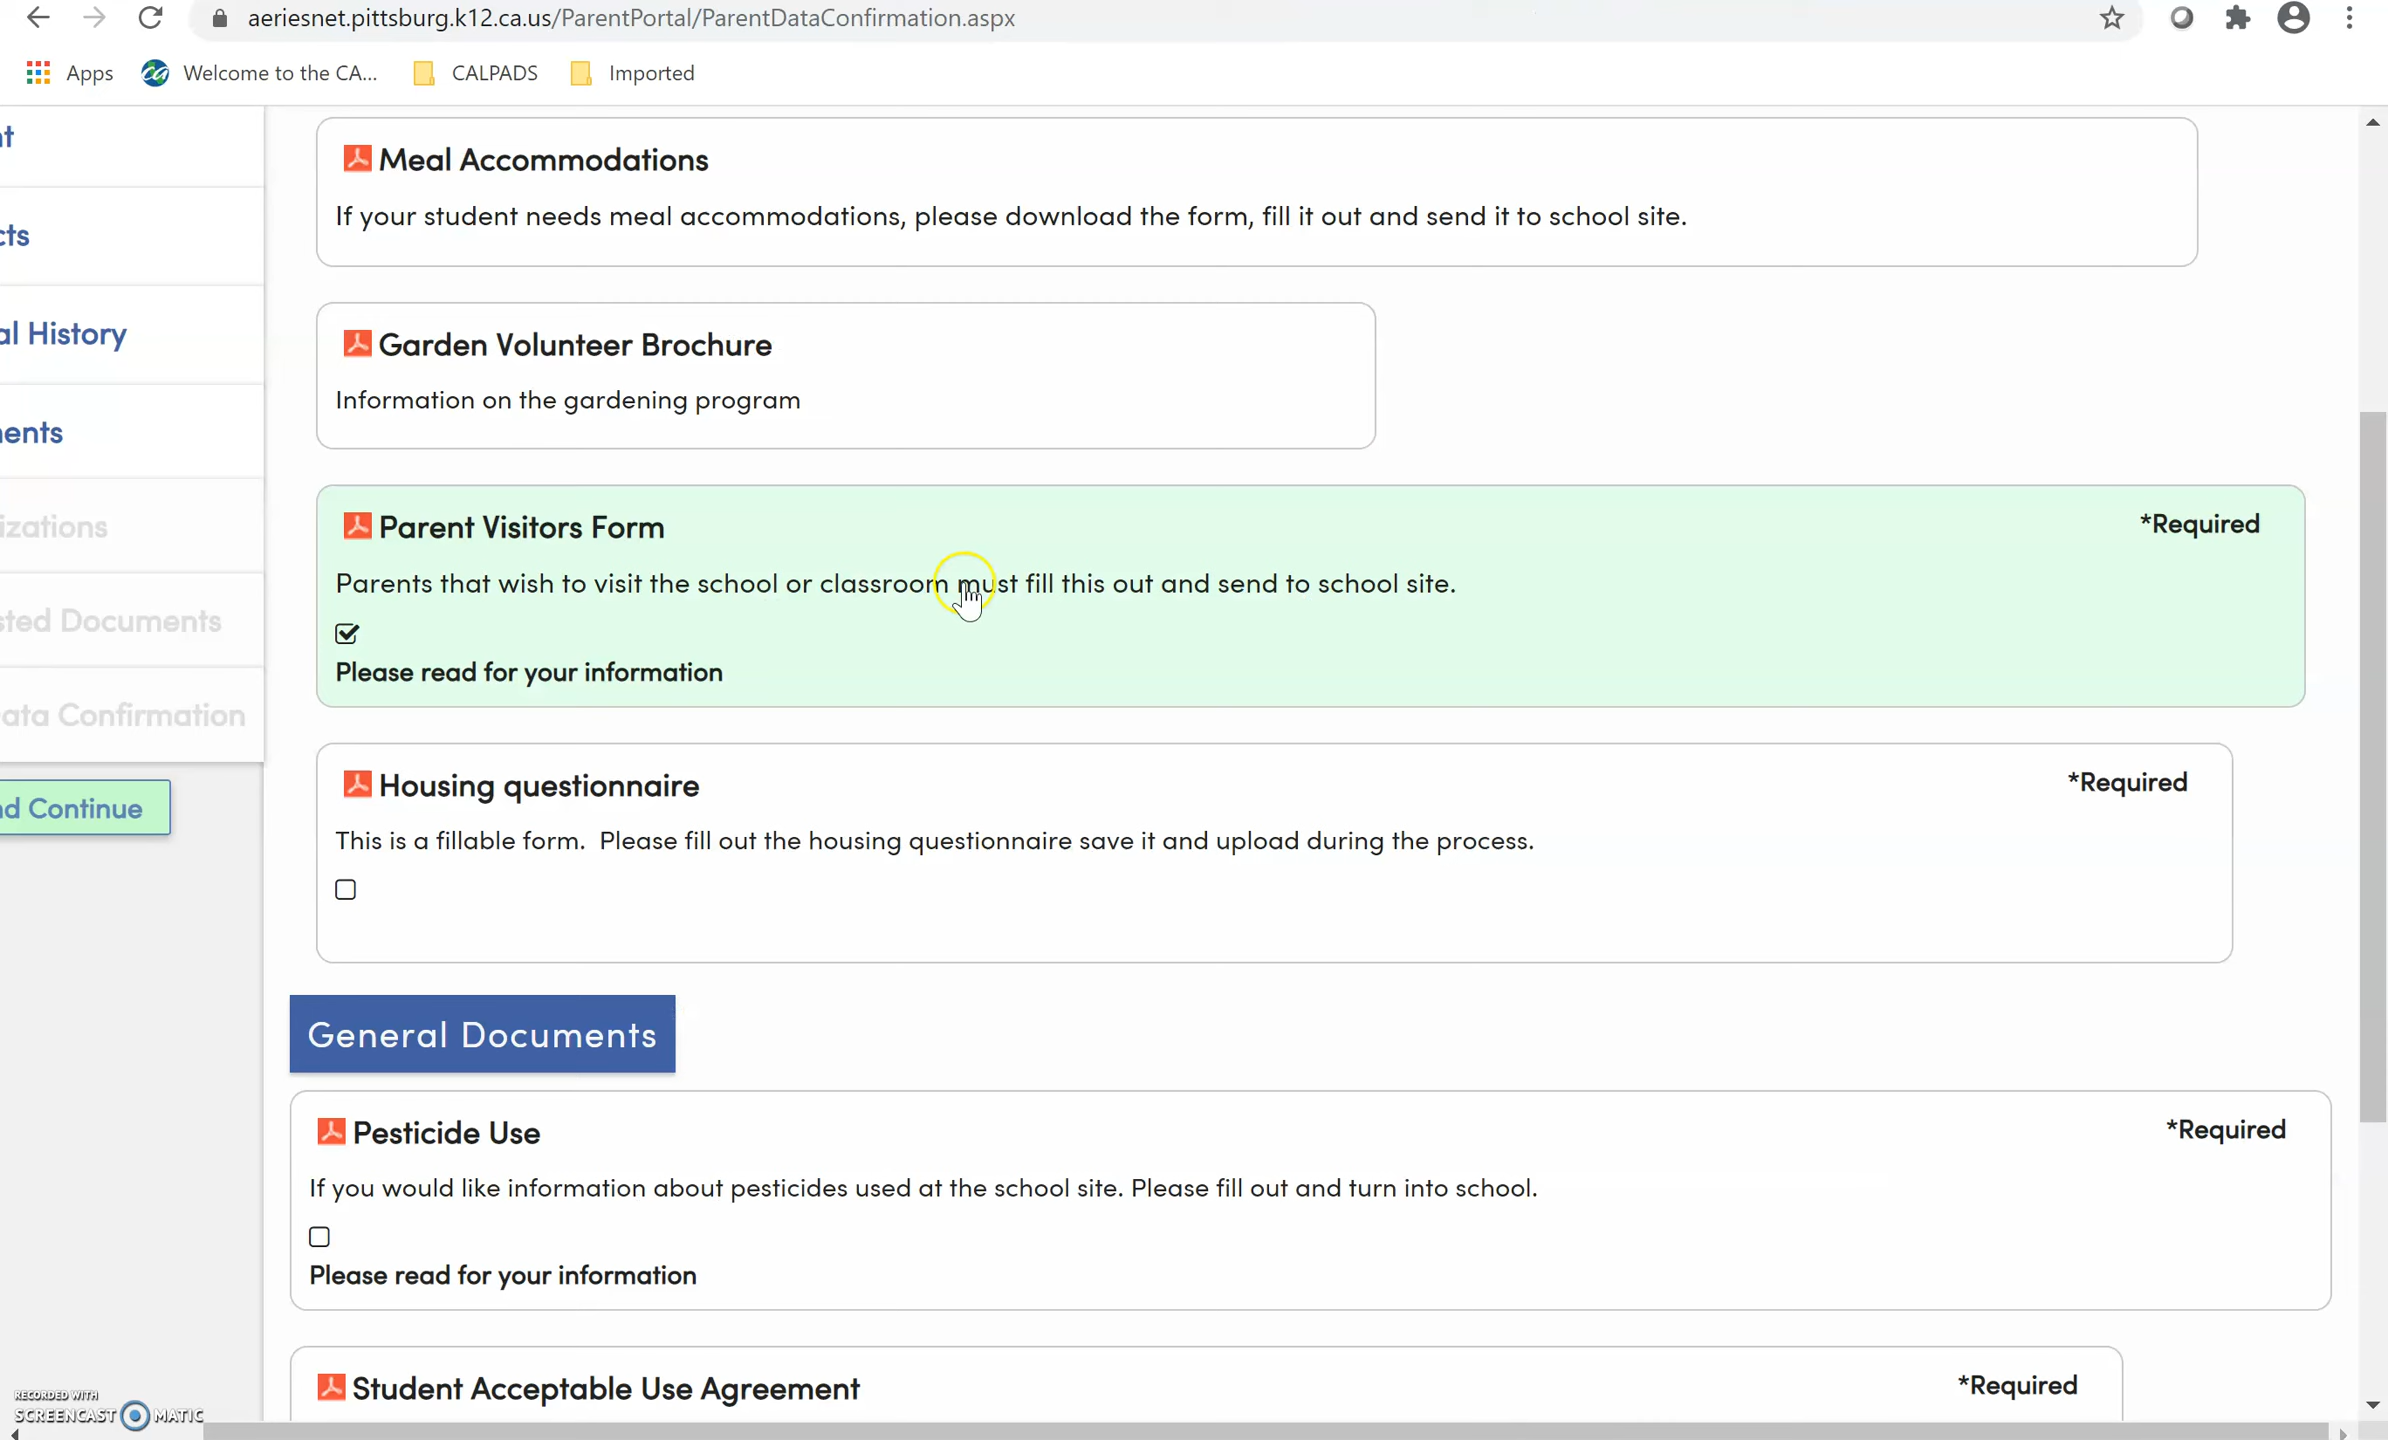 aeriesnet.pittsburg.k12.ca.us/ParentPortal/ParentDataConfirmation.aspx
Apps
Welcome to the CA...
CALPADS
Imported
nt
cts
al History
ents
izations
sted Documents
ata Confirmation
nd Continue
Meal Accommodations
If your student needs meal accommodations, please download the form, fill it out and send it to school site.
Garden Volunteer Brochure
Information on the gardening program
Parent Visitors Form
*Required
Parents that wish to visit the school or classroom must fill this out and send to school site.
Please read for your information
Housing questionnaire
*Required
This is a fillable form.  Please fill out the housing questionnaire save it and upload during the process.
General Documents
Pesticide Use
*Required
If you would like information about pesticides used at the school site. Please fill out and turn into school.
Please read for your information
Student Acceptable Use Agreement
*Required
RECORDED WITH
SCREENCAST MATIC